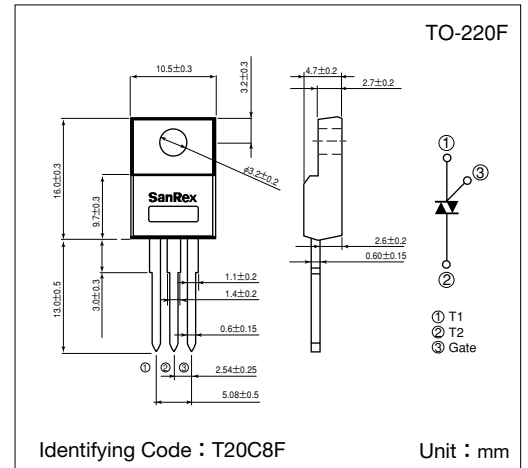 TO-220F
10.5±0.3
3.2±0.3
4.7±0.2
2.7±0.2
16.0±0.3
9.7±0.3
φ3.2±0.2
SanRex
①
③
②
2.6±0.2
0.60±0.15
13.0±0.5
3.0±0.3
1.1±0.2
1.4±0.2
0.6±0.15
① ② ③
2.54±0.25
5.08±0.5
① T1
② T2
③ Gate
Identifying Code：T20C8F
Unit：mm